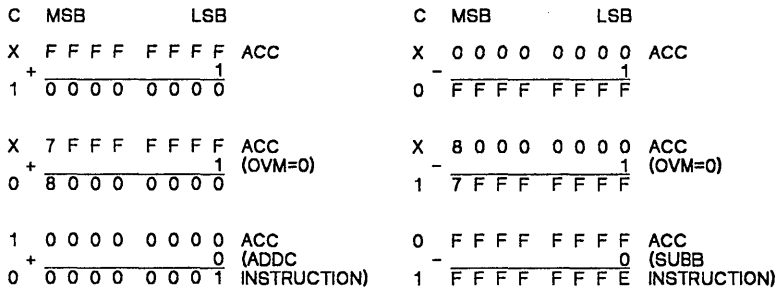 C MSB LSB
X F F F F F F F F ACC
+ 1
1 0 0 0 0 0 0 0 0
X 7 F F F F F F F ACC
+ 1 (OVM=0)
0 8 0 0 0 0 0 0 0
1 0 0 0 0 0 0 0 0 ACC
+ 0 (ADDC
0 0 0 0 0 0 0 0 1 INSTRUCTION)
C MSB LSB
X 0 0 0 0 0 0 0 0 ACC
- 1
0 F F F F F F F F
X 8 0 0 0 0 0 0 0 ACC
- 1 (OVM=0)
1 7 F F F F F F F
0 F F F F F F F F ACC
- 0 (SUBB
1 F F F F F F F E INSTRUCTION)